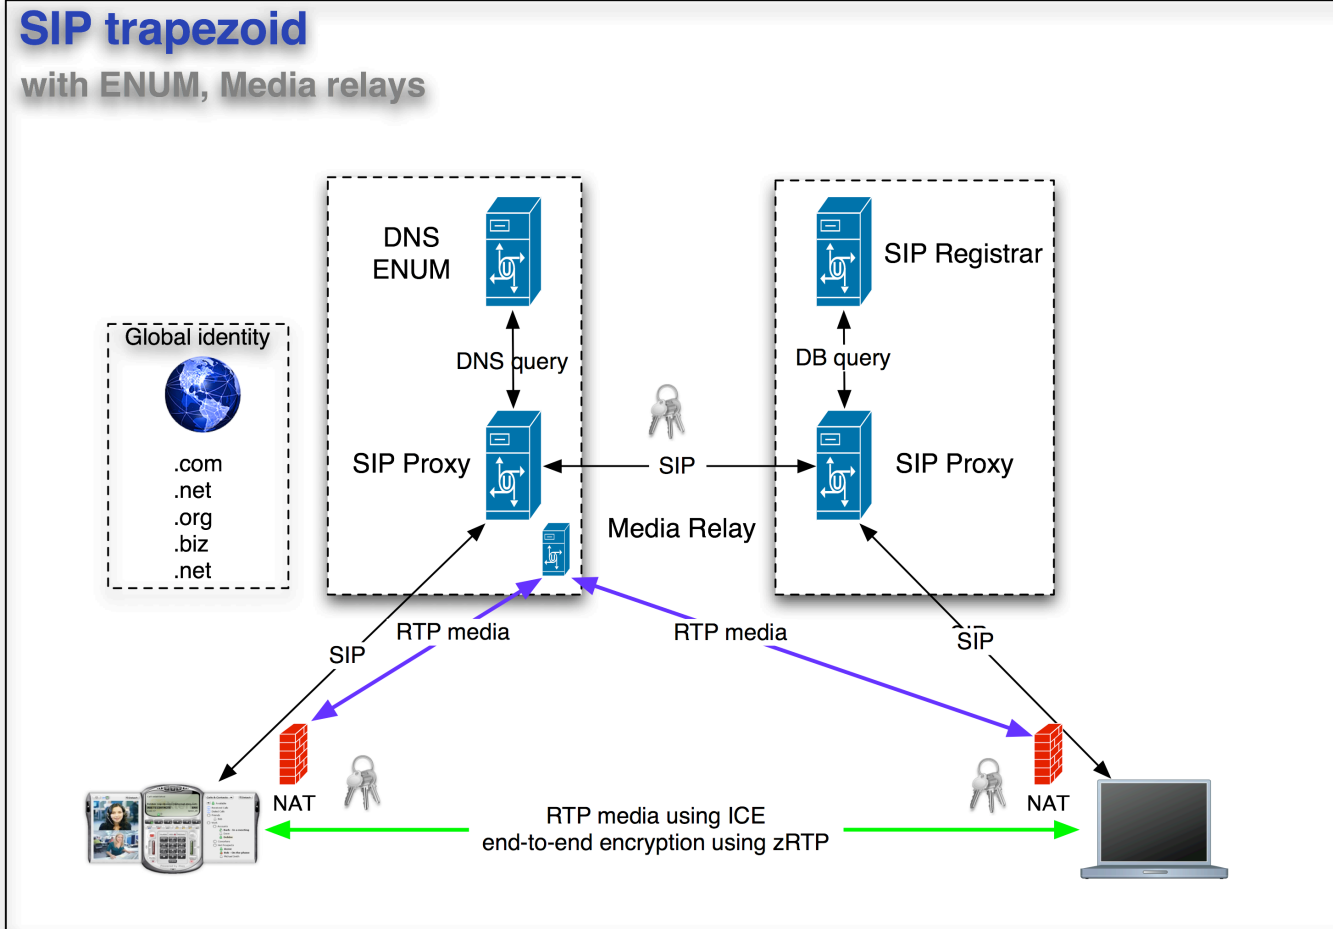 SIP trapezoid
with ENUM, Media relays
DNS
ENUM
SIP Registrar
Global identity
DNS query
DB query
.com
.net
.org
.biz
.net
SIP Proxy
SIP
SIP Proxy
Media Relay
RTP media
RTP media
SIP
SIP
SIP
NAT
NAT
RTP media using ICE
end-to-end encryption using zRTP